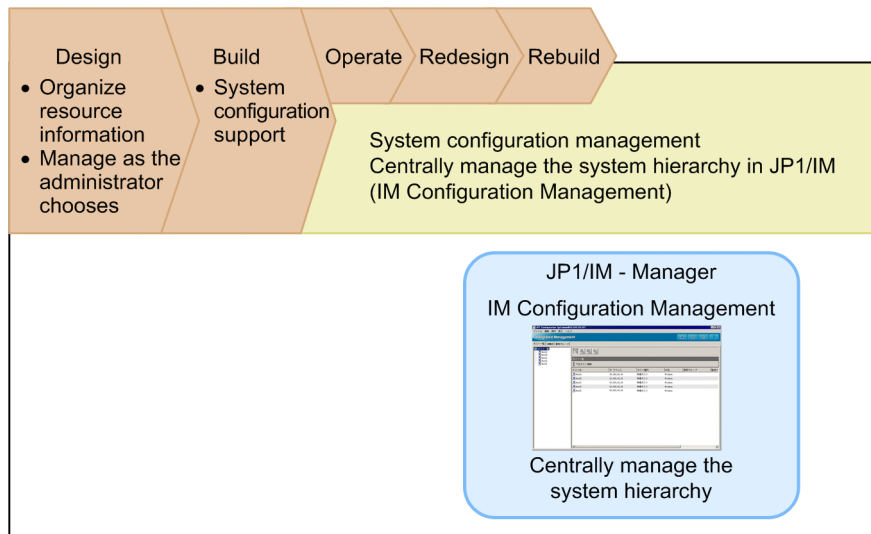 Design
• Organize
resource
information
• Manage as the
administrator
chooses
Build
• System
configuration
support
Operate
Redesign
Rebuild
System configuration management
Centrally manage the system hierarchy in JP1/IM
(IM Configuration Management)
JP1/IM - Manager
IM Configuration Management
Integrated Management
Centrally manage the
system hierarchy